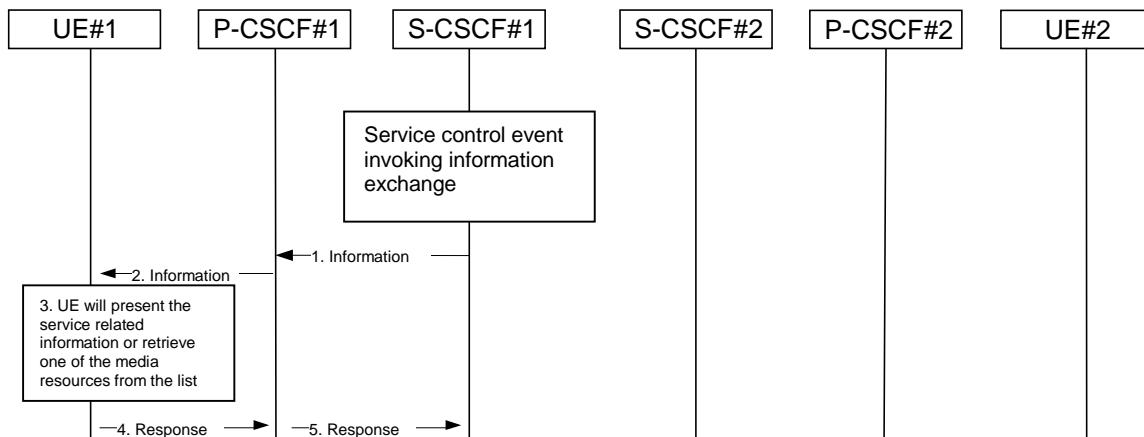 UE#1
P-CSCF#1
S-CSCF#1
S-CSCF#2
P-CSCF#2
UE#2
Service control event
invoking information
exchange
1. Information
2. Information
3. UE will present the
service related
information or retrieve
one of the media
resources from the list
4. Response
5. Response